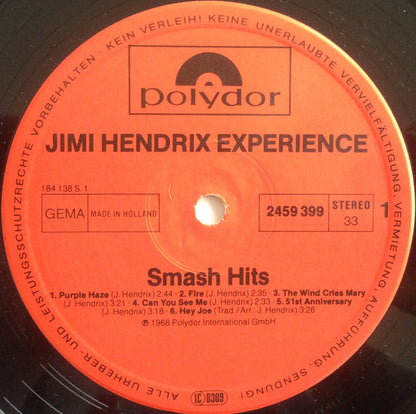 LEISTUNGSSCHUTZRECHTE VORBEHALTEN · KEIN VERLEIH! KEINE UNERLAUBTE VERVIELFÄLTIGUNG, VERMIETUNG, AUFFÜHRUNG, SENDUNG!
polydor
JIMI HENDRIX EXPERIENCE
184 138 S. 1
GEMA MADE IN HOLLAND
2459 399 STEREO 33 1
Smash Hits
1. Purple Haze (J. Hendrix) 2:44 · 2. Fire (J. Hendrix) 2:35 · 3. The Wind Cries Mary
(J. Hendrix) 3:21 · 4. Can You See Me (J. Hendrix) 2:33 · 5. 51st Anniversary
(J. Hendrix) 3:18 · 6. Hey Joe (Trad./Arr.: J. Hendrix) 3:26
℗ 1968 Polydor International GmbH
LC 0309
ALLE URHEBER- UND